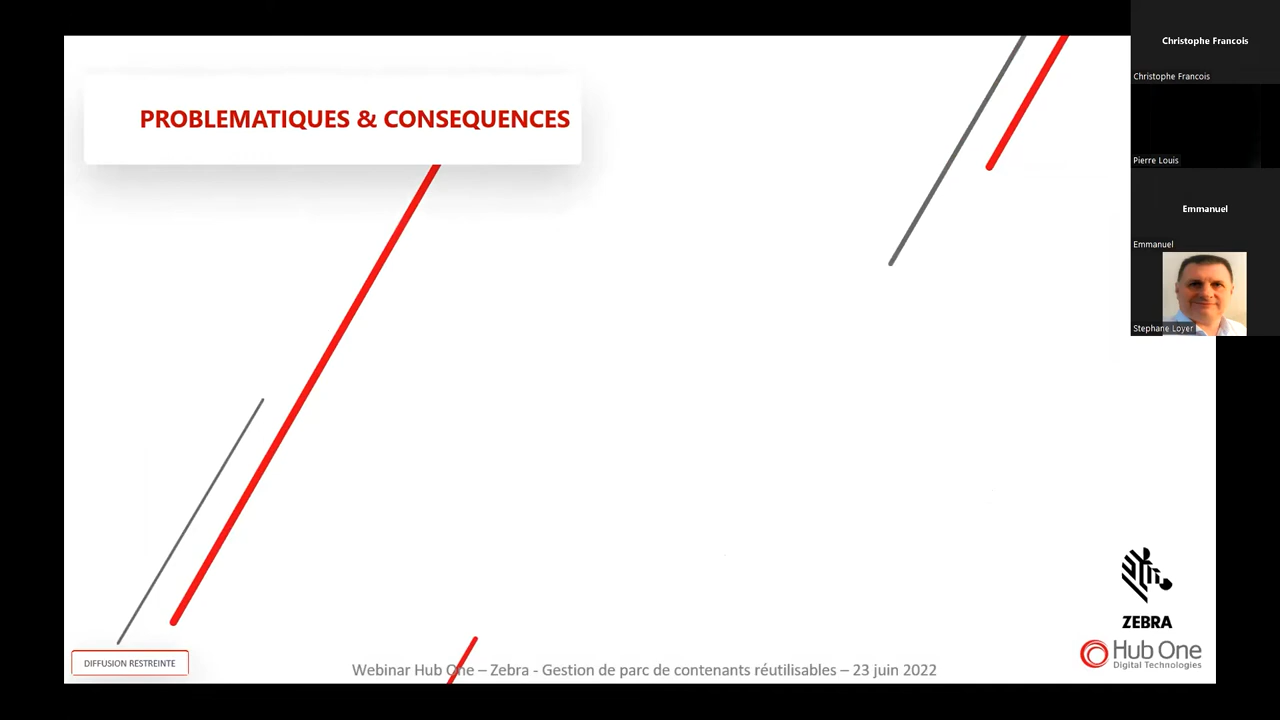 PROBLEMATIQUES & CONSEQUENCES
Christophe Francois
Christophe Francois
Pierre Louis
Emmanuel
Emmanuel
Stephane Loyer
ZEBRA
Hub One
Digital Technologies
DIFFUSION RESTREINTE
Webinar Hub One – Zebra - Gestion de parc de contenants réutilisables – 23 juin 2022